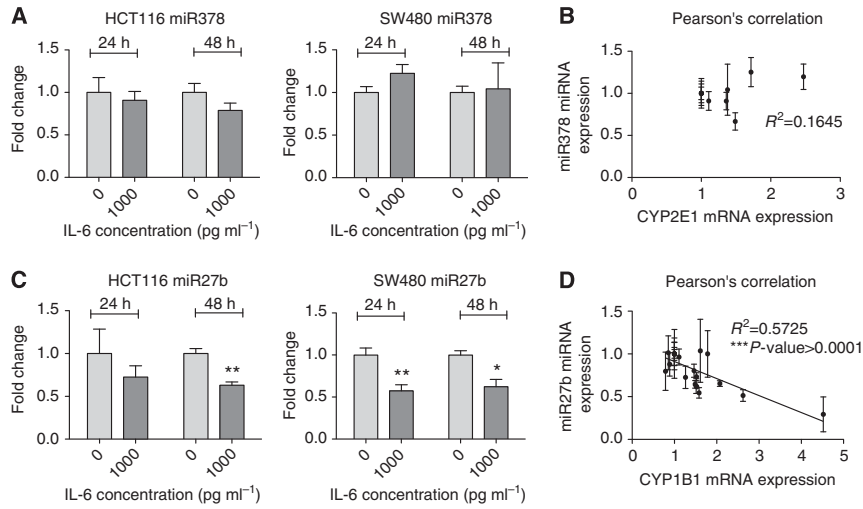 A
HCT116 miR378
24 h
48 h
Fold change
1.5
1.0
0.5
0.0
0
1000
0
1000
IL-6 concentration (pg ml⁻¹)
SW480 miR378
24 h
48 h
Fold change
1.5
1.0
0.5
0.0
0
1000
0
1000
IL-6 concentration (pg ml⁻¹)
B
Pearson's correlation
miR378 miRNA
expression
1.5
1.0
0.5
0.0
R²=0.1645
0 1 2 3
CYP2E1 mRNA expression
C
HCT116 miR27b
24 h
48 h
Fold change
1.5
1.0
0.5
0.0
**
0
1000
0
1000
IL-6 concentration (pg ml⁻¹)
SW480 miR27b
24 h
48 h
Fold change
1.5
1.0
0.5
0.0
**
*
0
1000
0
1000
IL-6 concentration (pg ml⁻¹)
D
Pearson's correlation
miR27b miRNA
expression
1.5
1.0
0.5
0.0
R²=0.5725
***P-value>0.0001
0 1 2 3 4 5
CYP1B1 mRNA expression